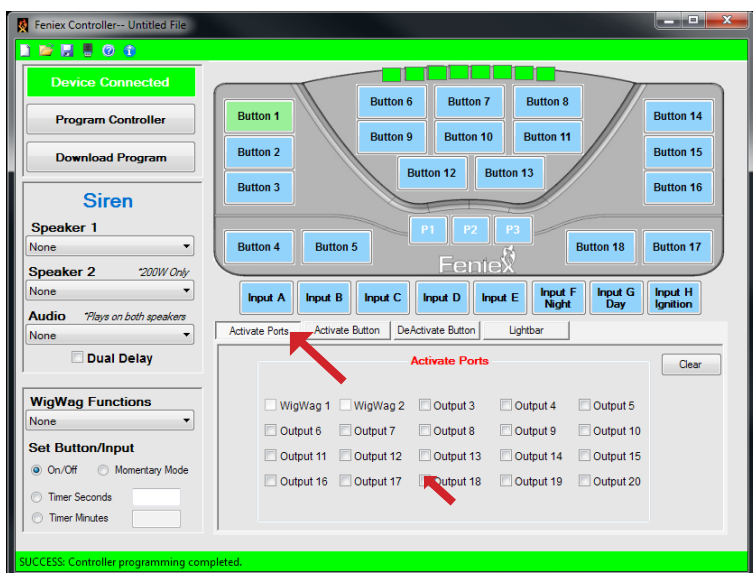 Feniex Controller-- Untitled File
Device Connected
Program Controller
Download Program
Siren
Speaker 1
None
Speaker 2 *200W Only
None
Audio *Plays on both speakers
None
Dual Delay
WigWag Functions
None
Set Button/Input
On/Off Momentary Mode
Timer Seconds
Timer Minutes
Button 6 Button 7 Button 8
Button 1 Button 14
Button 9 Button 10 Button 11
Button 2 Button 15
Button 12 Button 13
Button 3 Button 16
P1 P2 P3
Button 4 Button 5 Button 18 Button 17
Feniex
Input A Input B Input C Input D Input E Input F Night Input G Day Input H Ignition
Activate Ports Activate Button DeActivate Button Lightbar
Activate Ports
Clear
WigWag 1 WigWag 2 Output 3 Output 4 Output 5
Output 6 Output 7 Output 8 Output 9 Output 10
Output 11 Output 12 Output 13 Output 14 Output 15
Output 16 Output 17 Output 18 Output 19 Output 20
SUCCESS: Controller programming completed.